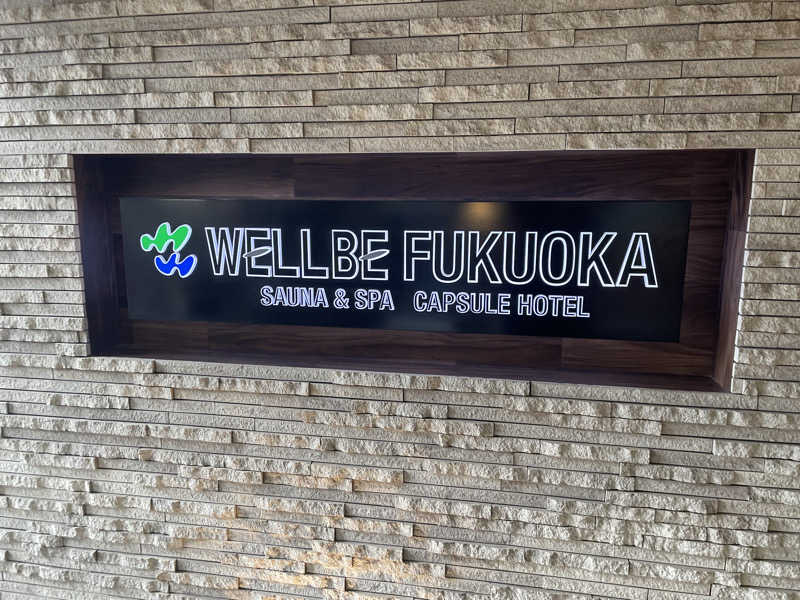 WELLBE FUKUOKA
SAUNA & SPA CAPSULE HOTEL